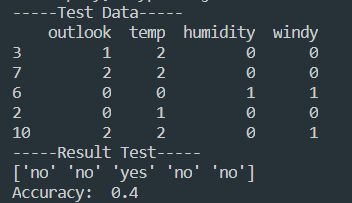 -----Test Data-----
outlook temp humidity windy
3 1 2 0 0
7 2 2 0 0
6 0 0 1 1
2 0 1 0 0
10 2 2 0 1
-----Result Test-----
['no' 'no' 'yes' 'no' 'no']
Accuracy: 0.4